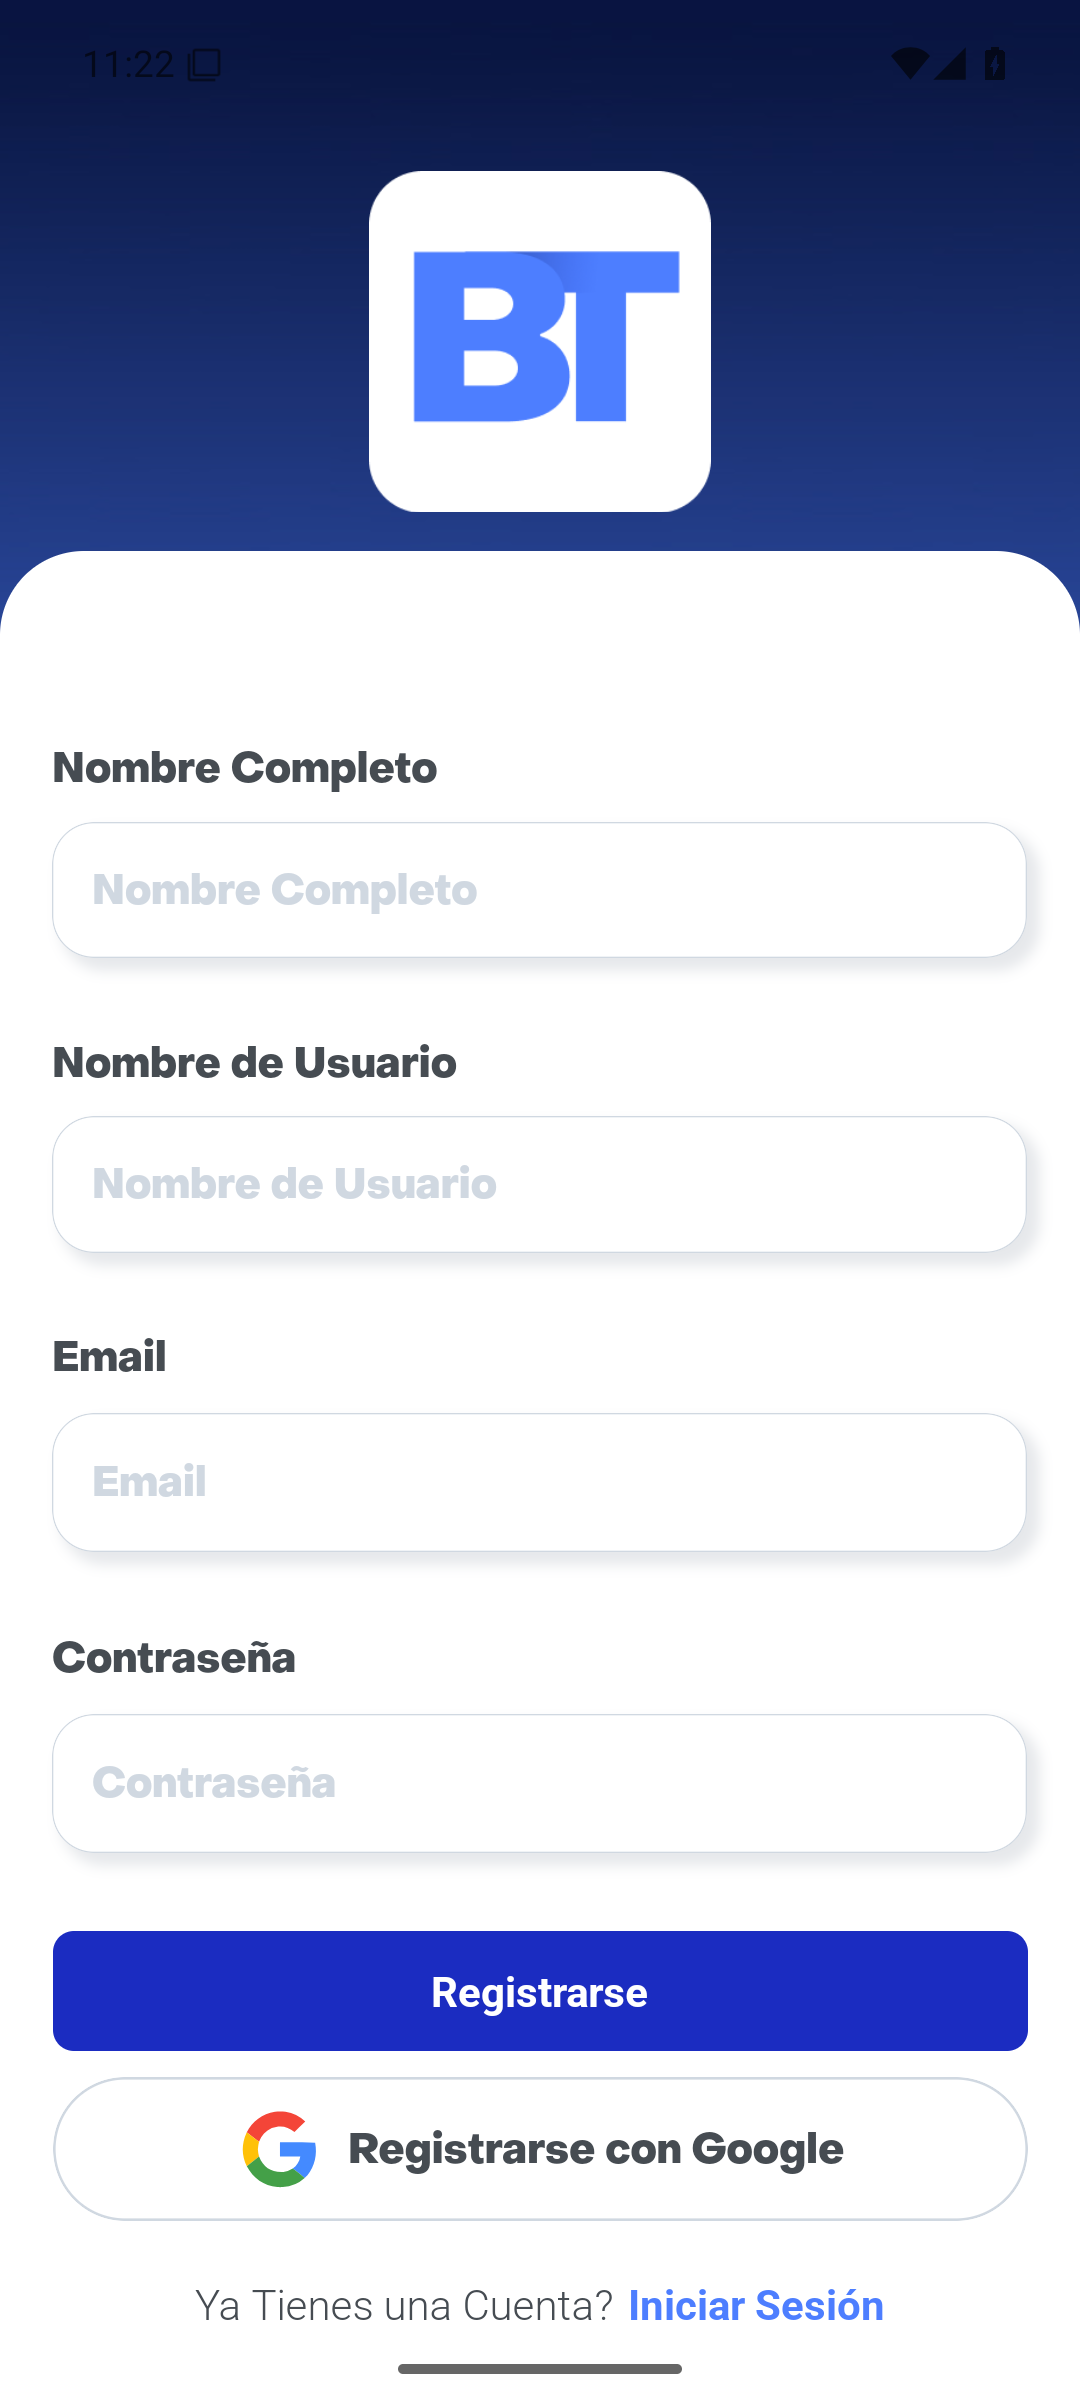 11:22
BT
Nombre Completo
Nombre Completo
Nombre de Usuario
Nombre de Usuario
Email
Email
Contraseña
Contraseña
Registrarse
Registrarse con Google
Ya Tienes una Cuenta? Iniciar Sesión